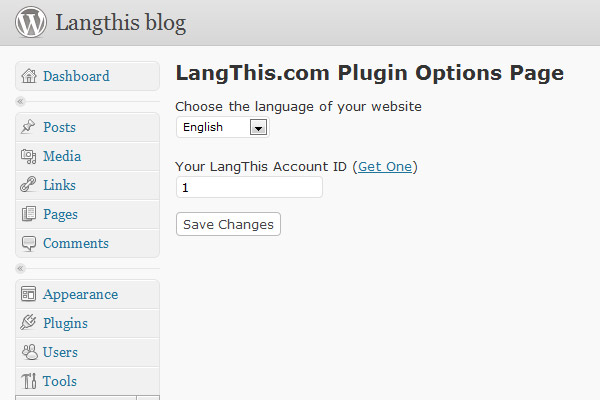 Langthis blog
Dashboard
Posts
Media
Links
Pages
Comments
Appearance
Plugins
Users
Tools
LangThis.com Plugin Options Page
Choose the language of your website
English
Your LangThis Account ID (Get One)
1
Save Changes